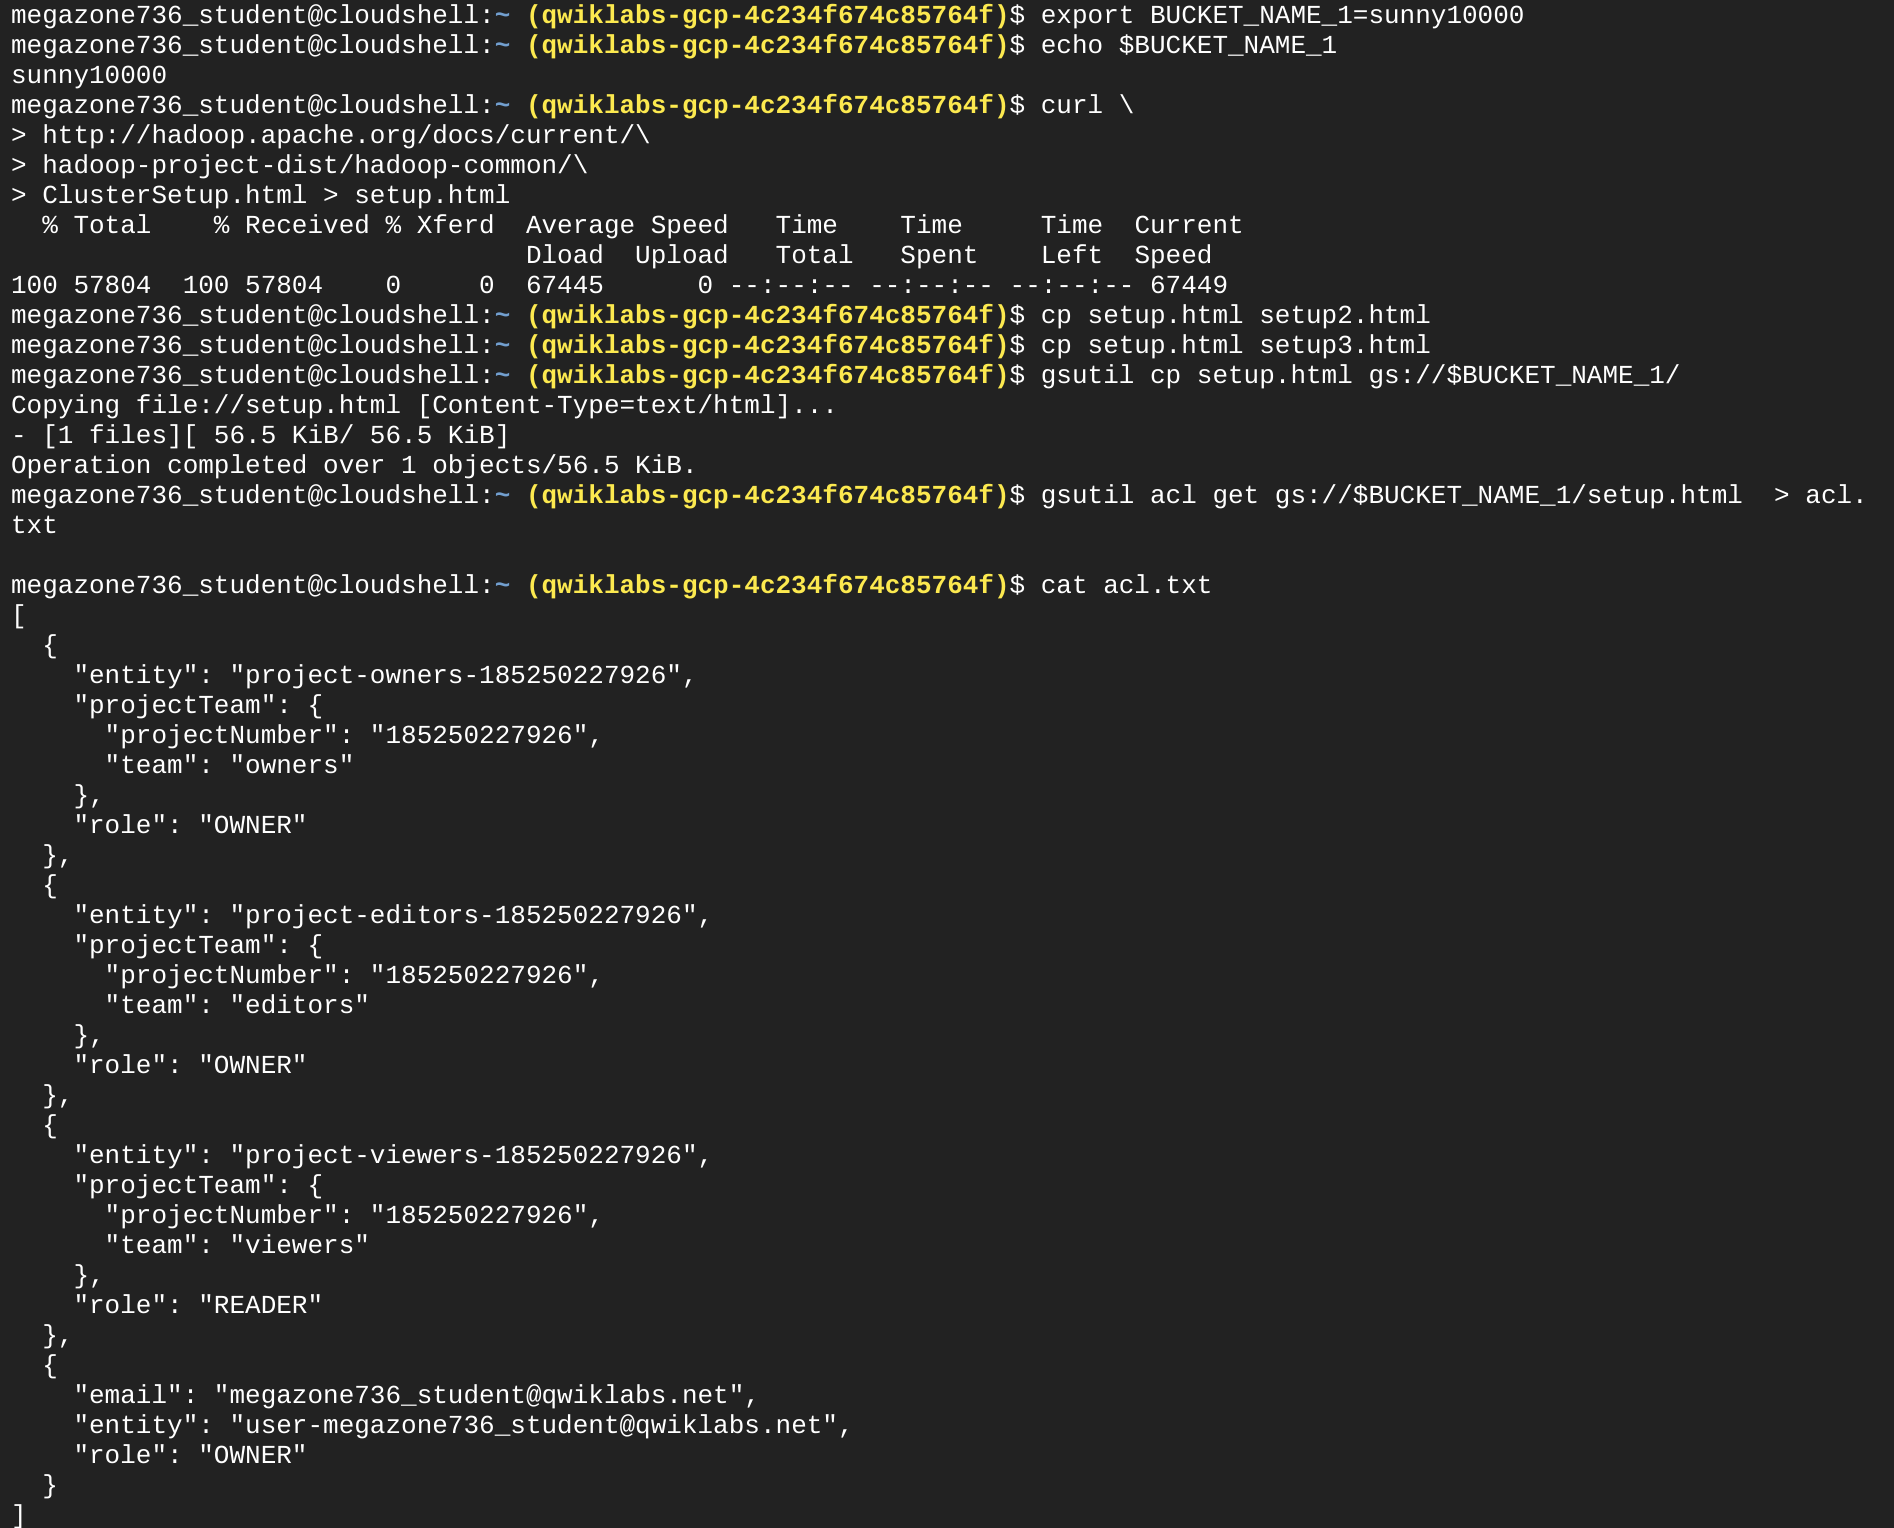 megazone736_student@cloudshell:~ (qwiklabs-gcp-4c234f674c85764f)$ export BUCKET_NAME_1=sunny10000
megazone736_student@cloudshell:~ (qwiklabs-gcp-4c234f674c85764f)$ echo $BUCKET_NAME_1
sunny10000
megazone736_student@cloudshell:~ (qwiklabs-gcp-4c234f674c85764f)$ curl \
> http://hadoop.apache.org/docs/current/\
> hadoop-project-dist/hadoop-common/\
> ClusterSetup.html > setup.html
  % Total    % Received % Xferd  Average Speed   Time    Time     Time  Current
                                 Dload  Upload   Total   Spent    Left  Speed
100 57804  100 57804    0     0  67445      0 --:--:-- --:--:-- --:--:-- 67449
megazone736_student@cloudshell:~ (qwiklabs-gcp-4c234f674c85764f)$ cp setup.html setup2.html
megazone736_student@cloudshell:~ (qwiklabs-gcp-4c234f674c85764f)$ cp setup.html setup3.html
megazone736_student@cloudshell:~ (qwiklabs-gcp-4c234f674c85764f)$ gsutil cp setup.html gs://$BUCKET_NAME_1/
Copying file://setup.html [Content-Type=text/html]...
- [1 files][ 56.5 KiB/ 56.5 KiB]
Operation completed over 1 objects/56.5 KiB.
megazone736_student@cloudshell:~ (qwiklabs-gcp-4c234f674c85764f)$ gsutil acl get gs://$BUCKET_NAME_1/setup.html  > acl.
txt
megazone736_student@cloudshell:~ (qwiklabs-gcp-4c234f674c85764f)$ cat acl.txt
[
  {
    "entity": "project-owners-185250227926",
    "projectTeam": {
      "projectNumber": "185250227926",
      "team": "owners"
    },
    "role": "OWNER"
  },
  {
    "entity": "project-editors-185250227926",
    "projectTeam": {
      "projectNumber": "185250227926",
      "team": "editors"
    },
    "role": "OWNER"
  },
  {
    "entity": "project-viewers-185250227926",
    "projectTeam": {
      "projectNumber": "185250227926",
      "team": "viewers"
    },
    "role": "READER"
  },
  {
    "email": "megazone736_student@qwiklabs.net",
    "entity": "user-megazone736_student@qwiklabs.net",
    "role": "OWNER"
  }
]